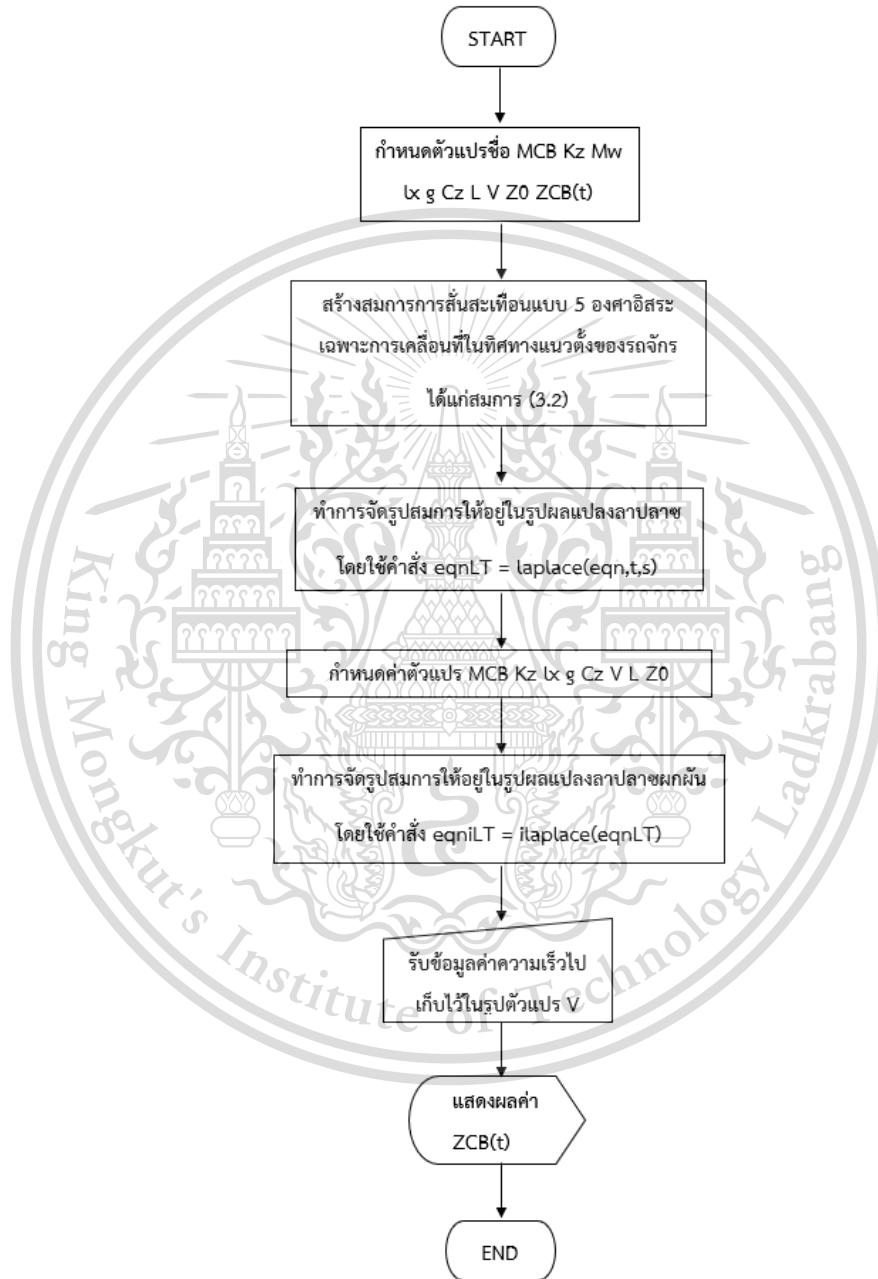 START
กำหนดตัวแปรชื่อ MCB Kz Mw
lx g Cz L V Z0 ZCB(t)
สร้างสมการการสั่นสะเทือนแบบ 5 องศาอิสระ
เฉพาะการเคลื่อนที่ในทิศทางแนวตั้งของรถจักร
ได้แก่สมการ (3.2)
ทำการจัดรูปสมการให้อยู่ในรูปผลแปลงลาปลาซ
โดยใช้คำสั่ง eqnLT = laplace(eqn,t,s)
กำหนดค่าตัวแปร MCB Kz lx g Cz V L Z0
ทำการจัดรูปสมการให้อยู่ในรูปผลแปลงลาปลาซผกผัน
โดยใช้คำสั่ง eqniLT = ilaplace(eqnLT)
รับข้อมูลค่าความเร็วไป
เก็บไว้ในรูปตัวแปร V
แสดงผลค่า
ZCB(t)
END
King Mongkut's Institute of Technology Ladkrabang